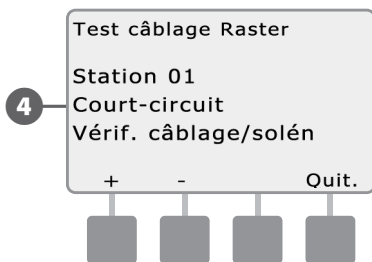 Test câblage Raster
Station 01
4
Court-circuit
Vérif. câblage/solén
+ - Quit.